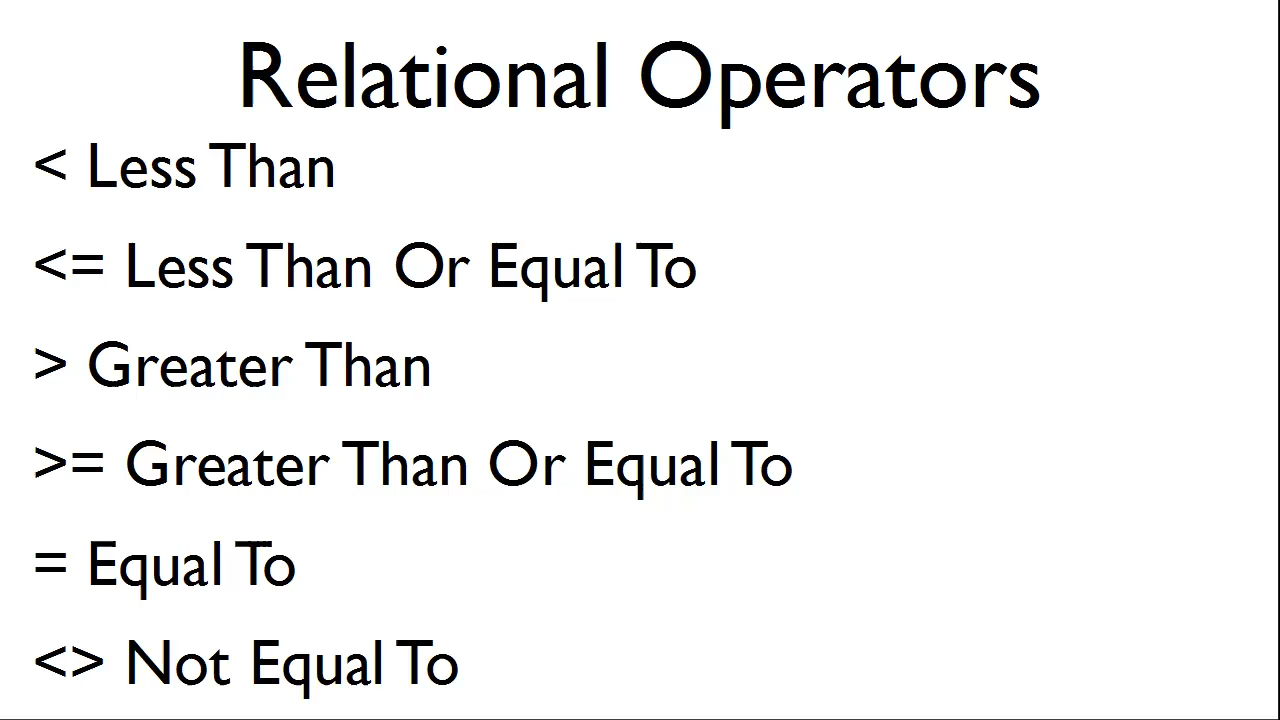 Relational Operators
< Less Than
<= Less Than Or Equal To
> Greater Than
>= Greater Than Or Equal To
= Equal To
<> Not Equal To